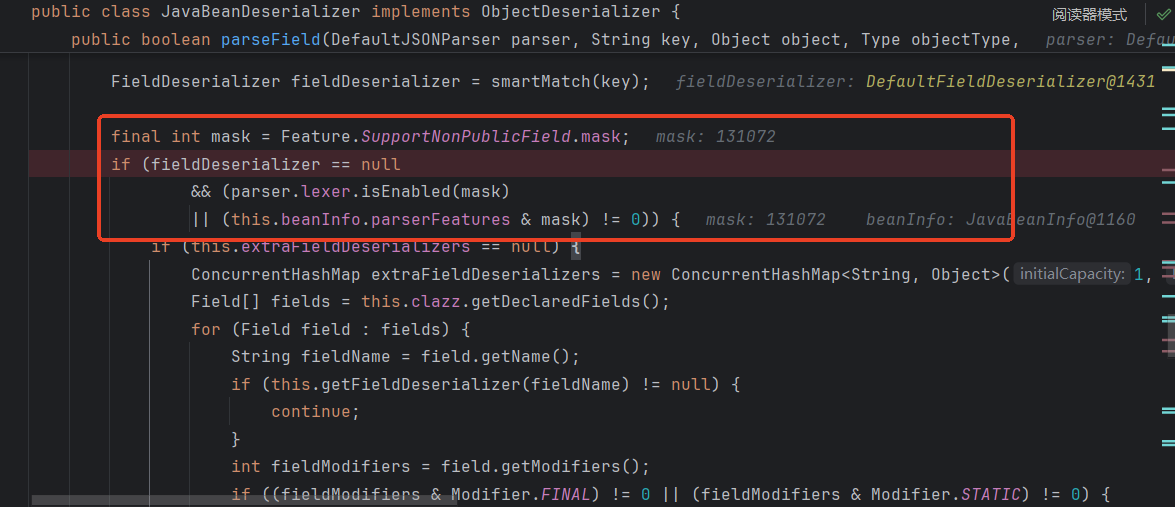 public class JavaBeanDeserializer implements ObjectDeserializer {
阅读器模式
public boolean parseField(DefaultJSONParser parser, String key, Object object, Type objectType, parser: Defau
FieldDeserializer fieldDeserializer = smartMatch(key); fieldDeserializer: DefaultFieldDeserializer@1431
final int mask = Feature.SupportNonPublicField.mask; mask: 131072
if (fieldDeserializer == null
&& (parser.lexer.isEnabled(mask)
|| (this.beanInfo.parserFeatures & mask) != 0)) { mask: 131072 beanInfo: JavaBeanInfo@1160
if (this.extraFieldDeserializers == null) {
ConcurrentHashMap extraFieldDeserializers = new ConcurrentHashMap<String, Object>( initialCapacity: 1,
Field[] fields = this.clazz.getDeclaredFields();
for (Field field : fields) {
String fieldName = field.getName();
if (this.getFieldDeserializer(fieldName) != null) {
continue;
}
int fieldModifiers = field.getModifiers();
if ((fieldModifiers & Modifier.FINAL) != 0 || (fieldModifiers & Modifier.STATIC) != 0) {